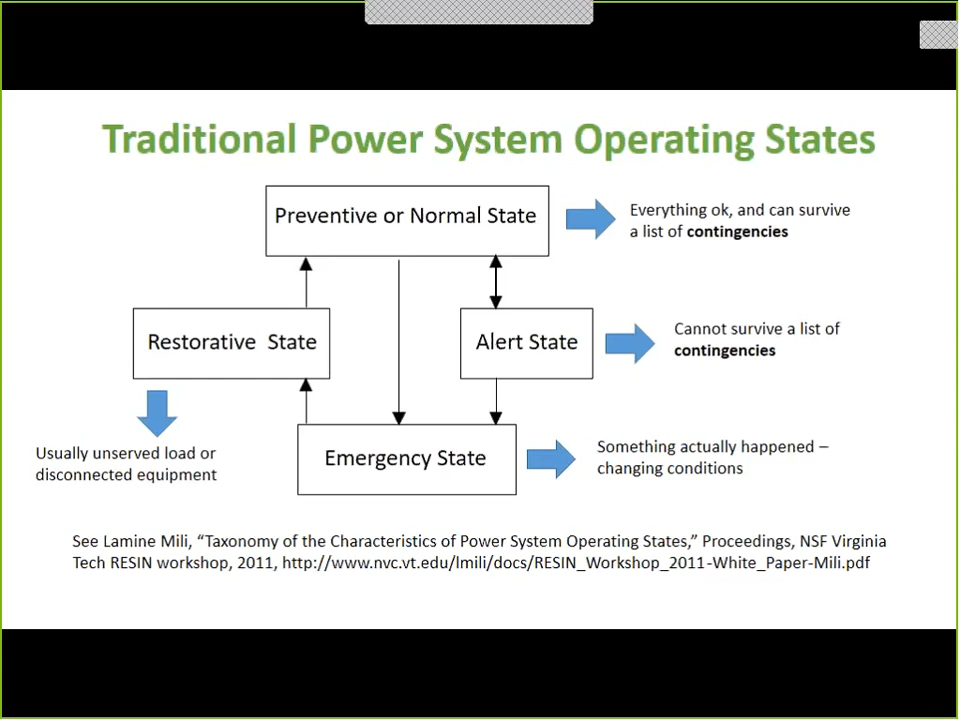 Traditional Power System Operating States
Preventive or Normal State
Everything ok, and can survive
a list of contingencies
Restorative  State
Alert State
Cannot survive a list of
contingencies
Usually unserved load or
disconnected equipment
Emergency State
Something actually happened –
changing conditions
See Lamine Mili, “Taxonomy of the Characteristics of Power System Operating States,” Proceedings, NSF Virginia
Tech RESIN workshop, 2011, http://www.nvc.vt.edu/lmili/docs/RESIN_Workshop_2011-White_Paper-Mili.pdf